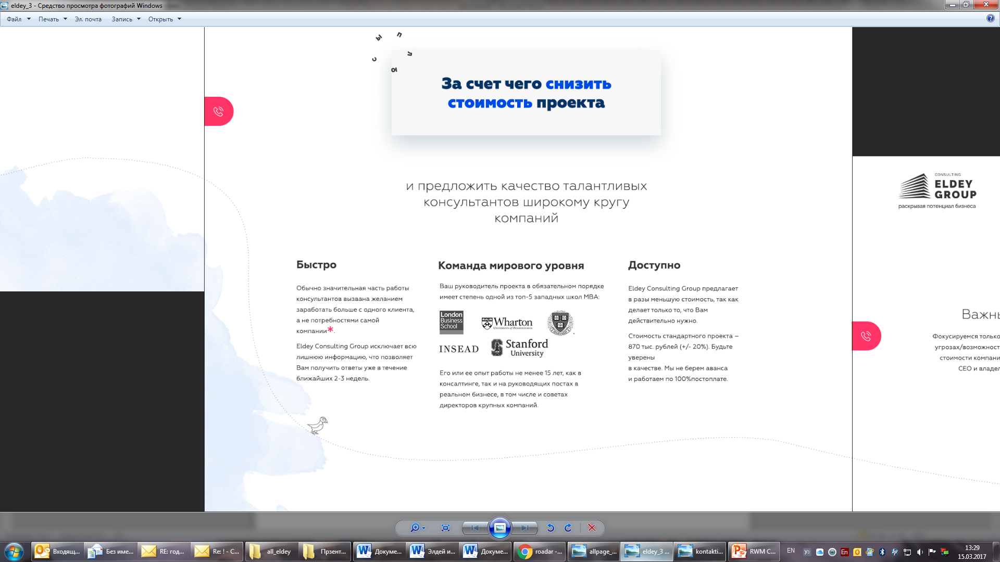 eldey_3 - Средство просмотра фотографий Windows
Файл Печать Эл. почта Запись Открыть
ы п
с п
а
За счет чего снизить
стоимость проекта
и предложить качество талантливых
консультантов широкому кругу
компаний
Быстро
Обычно значительная часть работы
консультантов вызвана желанием
заработать больше с одного клиента,
а не потребностями самой
компании*.
Eldey Consulting Group исключает всю
лишнюю информацию, что позволяет
Вам получить ответы уже в течение
ближайших 2-3 недель.
Команда мирового уровня
Ваш руководитель проекта в обязательном порядке
имеет степень одной из топ-5 западных школ MBA:
London
Business
School
Wharton
UNIVERSITY of PENNSYLVANIA
HARVARD
INSEAD
Stanford
University
Его или ее опыт работы не менее 15 лет, как в
консалтинге, так и на руководящих постах в
реальном бизнесе, в том числе и советах
директоров крупных компаний.
Доступно
Eldey Consulting Group предлагает
в разы меньшую стоимость, так как
делает только то, что Вам
действительно нужно.
Стоимость стандартного проекта –
870 тыс. рублей (+/- 20%). Будьте
уверены
в качестве. Мы не берем аванса
и работаем по 100%постоплате.
CONSULTING
ELDEY
GROUP
раскрывая потенциал бизнеса
Важны
Фокусируемся только
угрозах/возможност
стоимости компани
CEO и владел
Входящ... Без име... RE: год... Re: ! - С... all_eldey Прзент... Докуме... Элдей и... Докуме... roadar -... allpage_... eldey_3 ... kontakti... RWM C... EN 13:29
15.03.2017